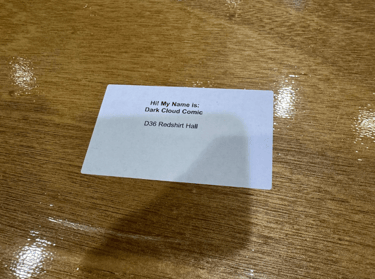 Hi! My Name is:
Dark Cloud Comic
D36 Redshirt Hall